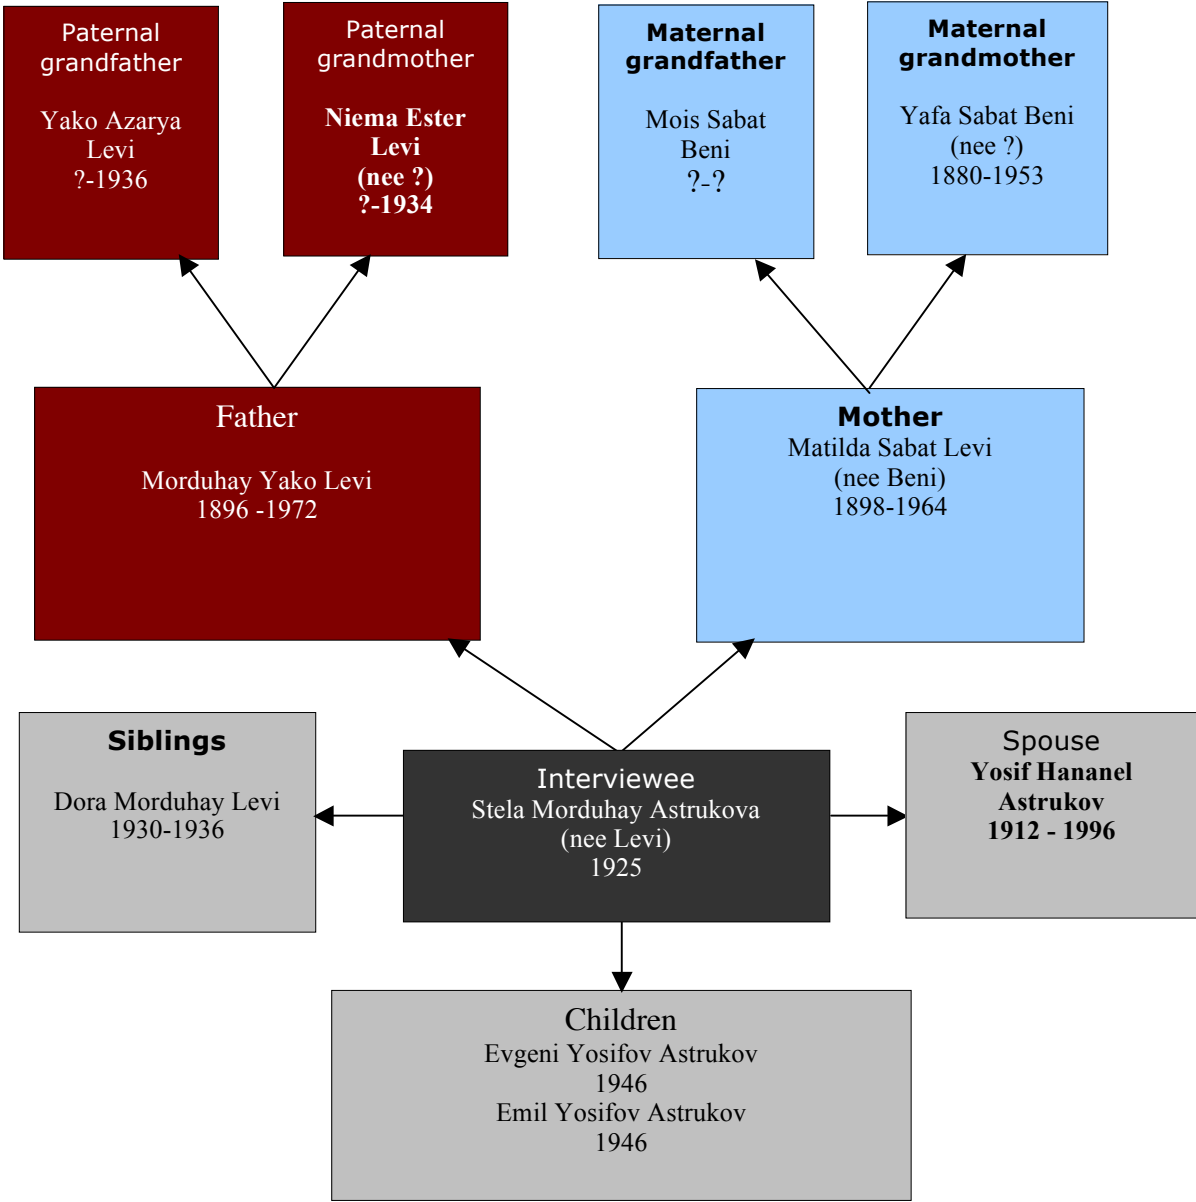 Paternal
grandfather
Yako Azarya
Levi
?-1936
Paternal
grandmother
Niema Ester
Levi
(nee ?)
?-1934
Maternal
grandfather
Mois Sabat
Beni
?-?
Maternal
grandmother
Yafa Sabat Beni
(nee ?)
1880-1953
Father
Morduhay Yako Levi
1896 -1972
Mother
Matilda Sabat Levi
(nee Beni)
1898-1964
Siblings
Dora Morduhay Levi
1930-1936
Interviewee
Stela Morduhay Astrukova
(nee Levi)
1925
Spouse
Yosif Hananel
Astrukov
1912 - 1996
Children
Evgeni Yosifov Astrukov
1946
Emil Yosifov Astrukov
1946